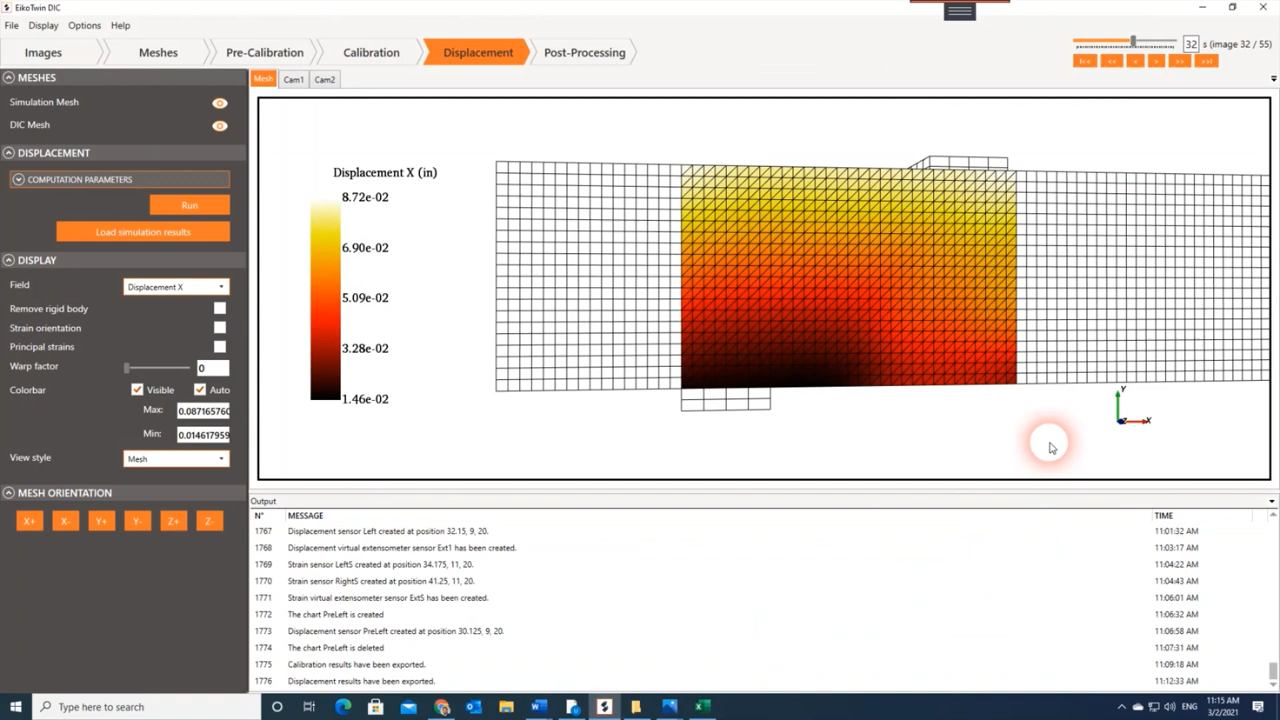 EikoTwin DIC
File Display Options Help
Images Meshes Pre-Calibration Calibration Displacement Post-Processing
32 s (image 32 / 55)
I<< << < > >> >>I
MESHES
Simulation Mesh
DIC Mesh
DISPLACEMENT
COMPUTATION PARAMETERS
Run
Load simulation results
DISPLAY
Field Displacement X
Remove rigid body
Strain orientation
Principal strains
Warp factor 0
Colorbar Visible Auto
Max: 0.087165760
Min: 0.014617959
View style Mesh
MESH ORIENTATION
X+ X- Y+ Y- Z+ Z-
Mesh Cam1 Cam2
Displacement X (in)
8.72e-02
6.90e-02
5.09e-02
3.28e-02
1.46e-02
Y
Z X
Output
N° MESSAGE TIME
1767 Displacement sensor Left created at position 32.15, 9, 20. 11:01:32 AM
1768 Displacement virtual extensometer sensor Ext1 has been created. 11:03:17 AM
1769 Strain sensor LeftS created at position 34.175, 11, 20. 11:04:22 AM
1770 Strain sensor RightS created at position 41.25, 11, 20. 11:04:43 AM
1771 Strain virtual extensometer sensor ExtS has been created. 11:06:01 AM
1772 The chart PreLeft is created 11:06:32 AM
1773 Displacement sensor PreLeft created at position 30.125, 9, 20. 11:06:58 AM
1774 The chart PreLeft is deleted 11:07:31 AM
1775 Calibration results have been exported. 11:09:18 AM
1776 Displacement results have been exported. 11:12:33 AM
Type here to search
ENG
11:15 AM
3/2/2021